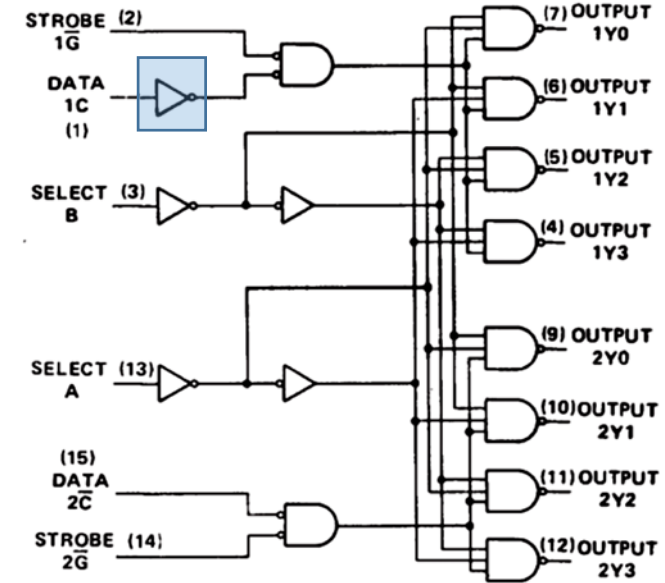 STROBE (2)
1G̅
DATA
1C
(1)
SELECT (3)
B
SELECT (13)
A
(15)
DATA
2C̅
STROBE (14)
2G̅
(7) OUTPUT
1Y0
(6) OUTPUT
1Y1
(5) OUTPUT
1Y2
(4) OUTPUT
1Y3
(9) OUTPUT
2Y0
(10) OUTPUT
2Y1
(11) OUTPUT
2Y2
(12) OUTPUT
2Y3